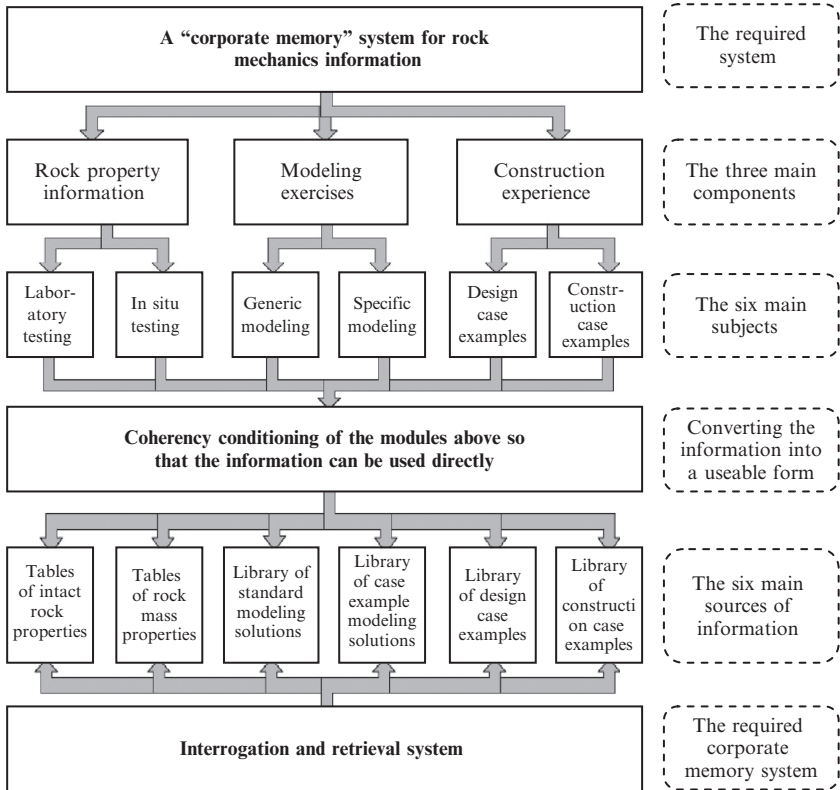 A “corporate memory” system for rock
mechanics information
The required
system
Rock property
information
Modeling
exercises
Construction
experience
The three main
components
Labor-
atory
testing
In situ
testing
Generic
modeling
Specific
modeling
Design
case
examples
Constr-
uction
case
examples
The six main
subjects
Coherency conditioning of the modules above so
that the information can be used directly
Converting the
information into
a useable form
Tables
of intact
rock
properties
Tables
of rock
mass
properties
Library of
standard
modeling
solutions
Library
of case
example
modeling
solutions
Library
of design
case
examples
Library
of
constructi
on case
examples
The six main
sources of
information
Interrogation and retrieval system
The required
corporate
memory system